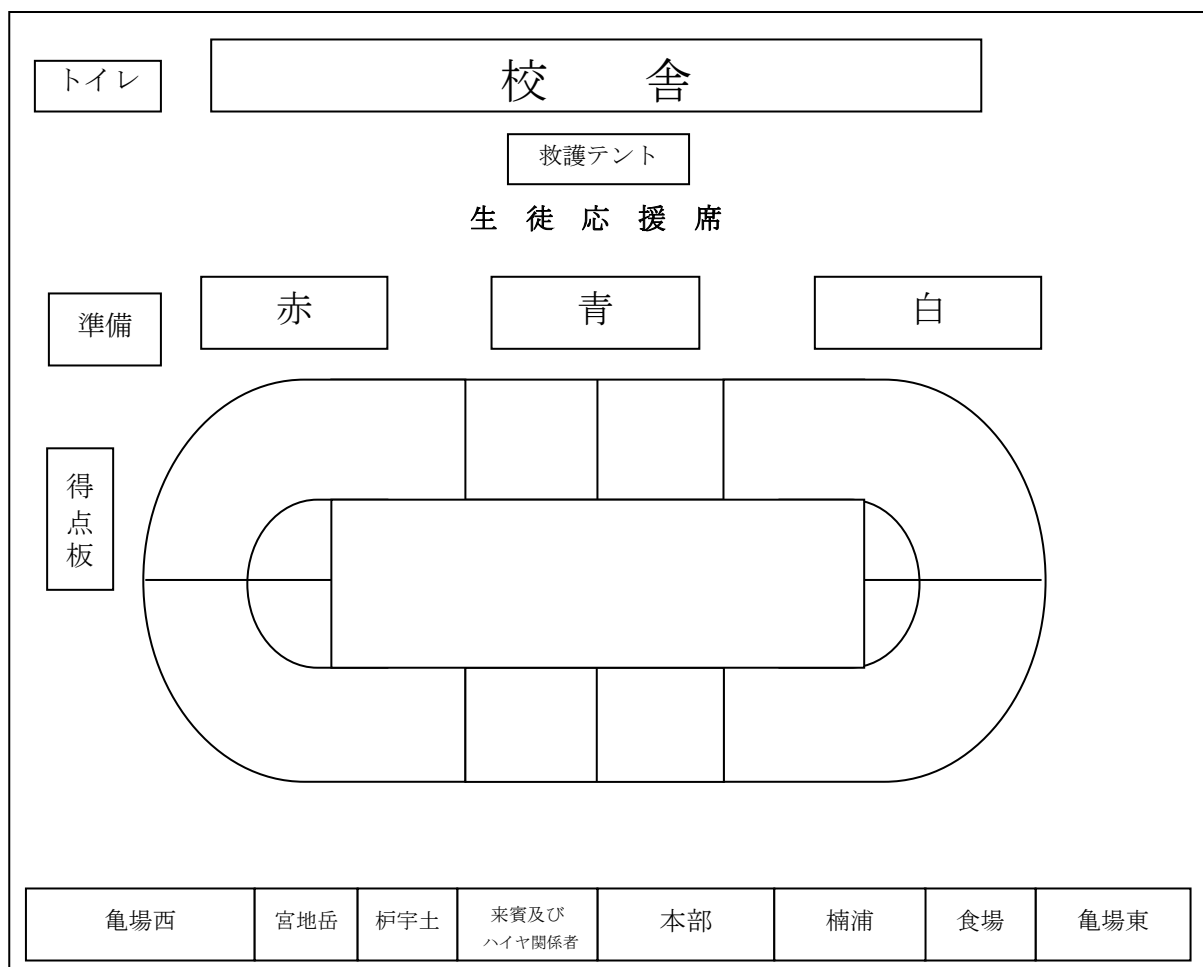 トイレ
校　舎
救護テント
生 徒 応 援 席
準備
赤
青
白
得点板
亀場西
宮地岳
枦宇土
来賓及び
ハイヤ関係者
本部
楠浦
食場
亀場東